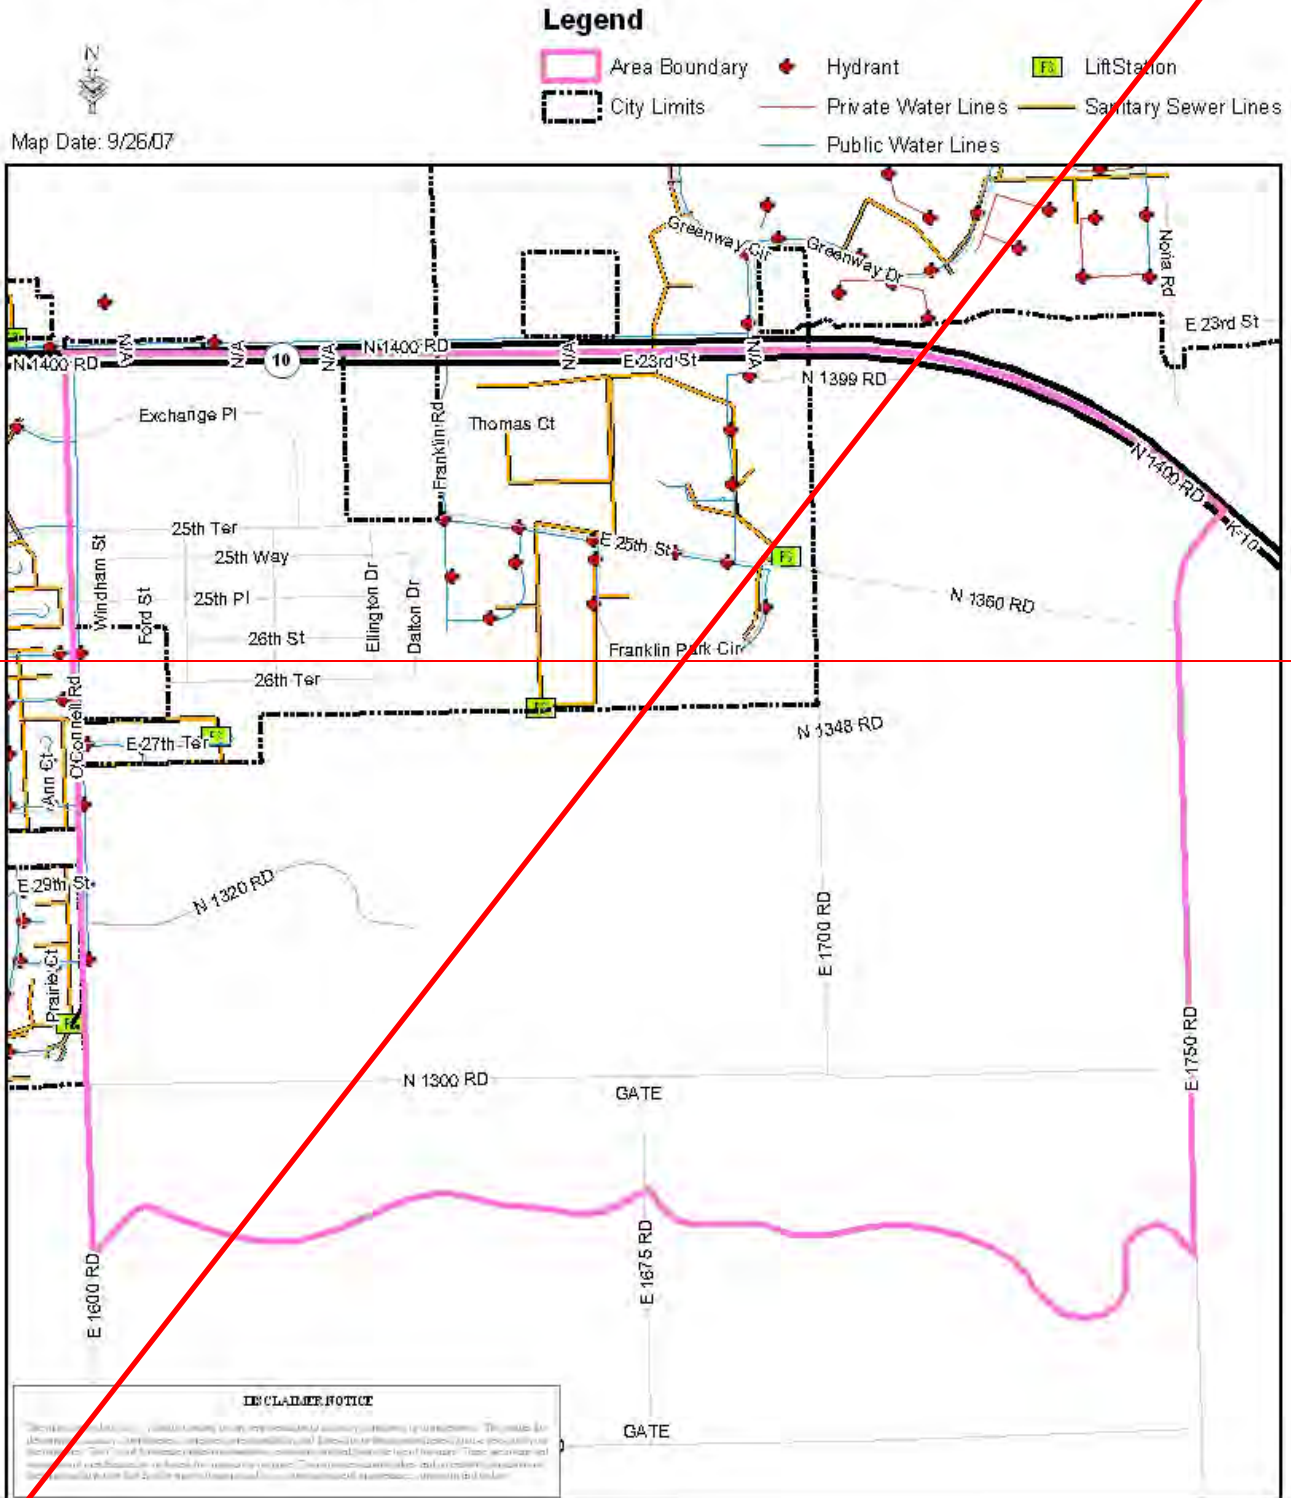 Legend
N
Area Boundary
Hydrant
LiftStation
City Limits
Private Water Lines
Sanitary Sewer Lines
Public Water Lines
Map Date: 9/26/07
Greenway Cir
Greenway Dr
Noria Rd
E 23rd St
N 1400 RD
N/A
N/A
10
N/A
N 1400 RD
N/A
E 23rd St
N/A
N 1399 RD
Exchange Pl
Franklin Rd
Thomas Ct
N 1400 RD
K-10
25th Ter
25th Way
25th Pl
26th St
26th Ter
Windham St
Ford St
Ellington Dr
Dalton Dr
E 25th St
FS
N 1360 RD
Franklin Park Cir
O'Connell Rd
E 27th Ter
N 1348 RD
Ann Ct
E 29th St
N 1320 RD
E 1700 RD
Prairie Ct
E 1750 RD
N 1300 RD
GATE
E 1600 RD
E 1675 RD
DISCLAIMER NOTICE
GATE